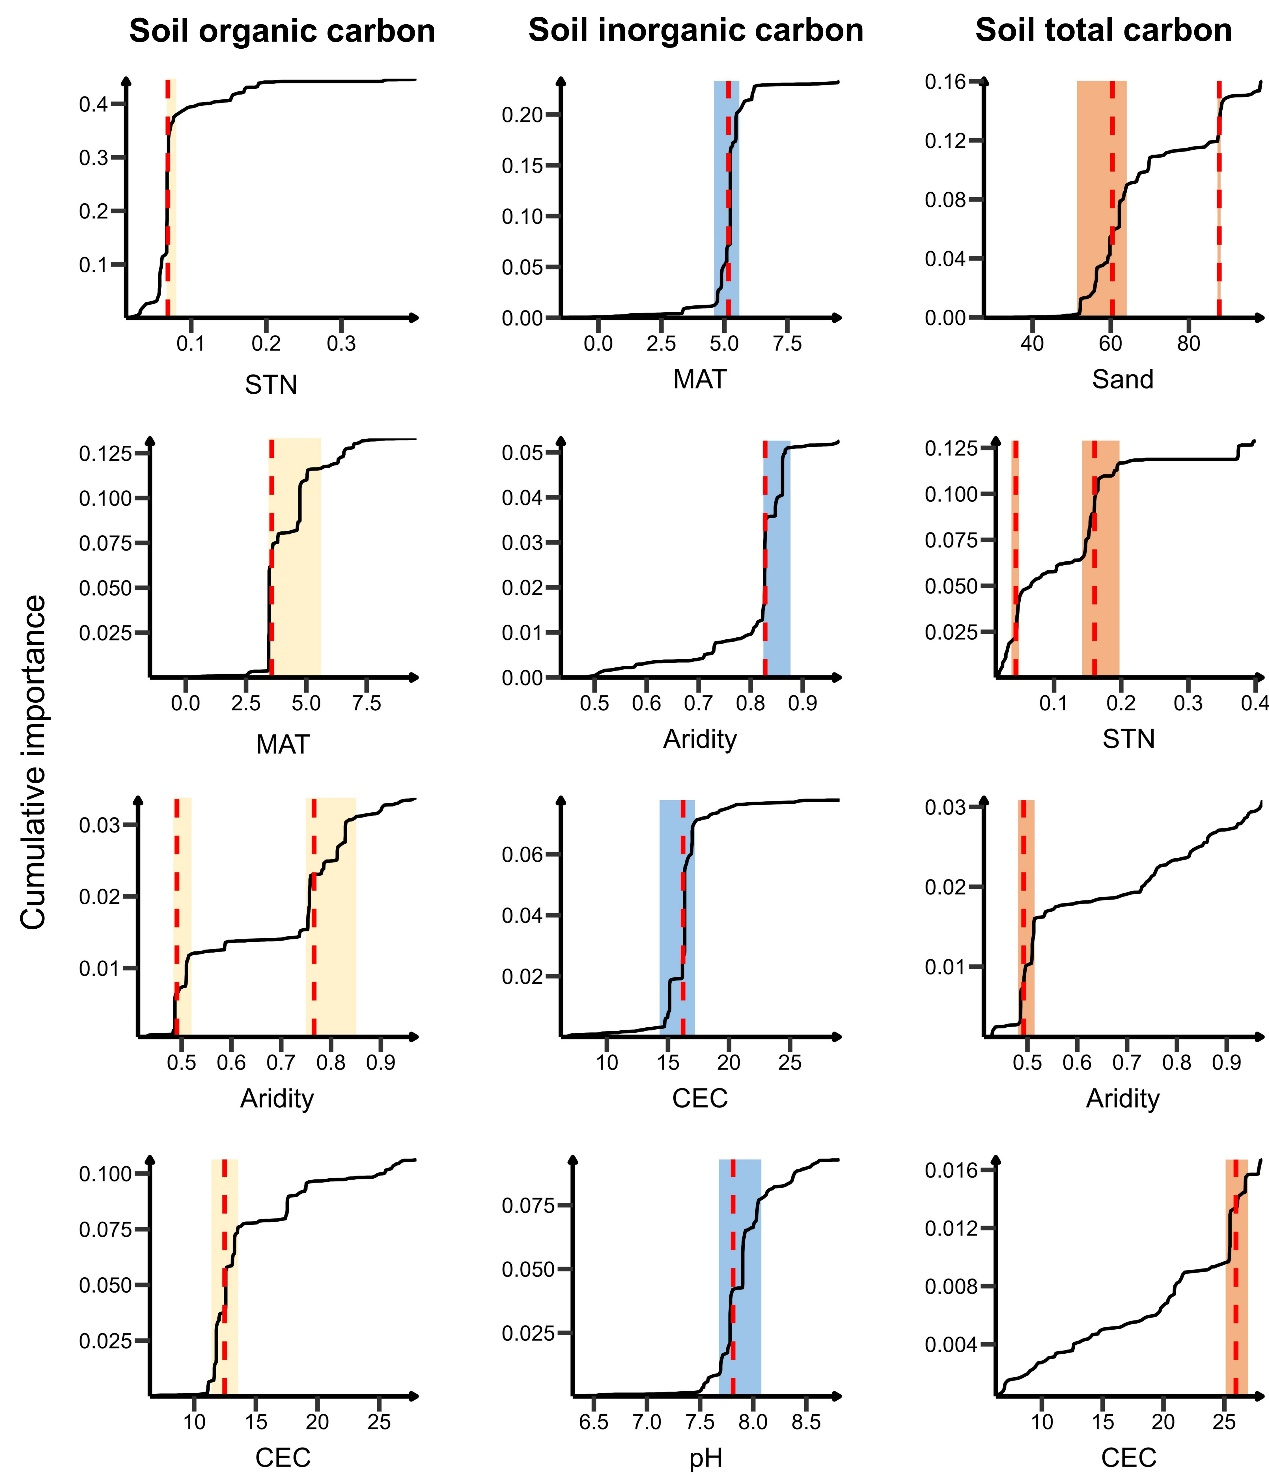 Soil organic carbon
Soil inorganic carbon
Soil total carbon
Cumulative importance
0.4
0.3
0.2
0.1
0.1 0.2 0.3
STN
0.20
0.15
0.10
0.05
0.00
0.0 2.5 5.0 7.5
MAT
0.16
0.12
0.08
0.04
0.00
40 60 80
Sand
0.125
0.100
0.075
0.050
0.025
0.0 2.5 5.0 7.5
MAT
0.05
0.04
0.03
0.02
0.01
0.00
0.5 0.6 0.7 0.8 0.9
Aridity
0.125
0.100
0.075
0.050
0.025
0.1 0.2 0.3 0.4
STN
0.03
0.02
0.01
0.5 0.6 0.7 0.8 0.9
Aridity
0.06
0.04
0.02
10 15 20 25
CEC
0.03
0.02
0.01
0.5 0.6 0.7 0.8 0.9
Aridity
0.100
0.075
0.050
0.025
10 15 20 25
CEC
0.075
0.050
0.025
6.5 7.0 7.5 8.0 8.5
pH
0.016
0.012
0.008
0.004
10 15 20 25
CEC